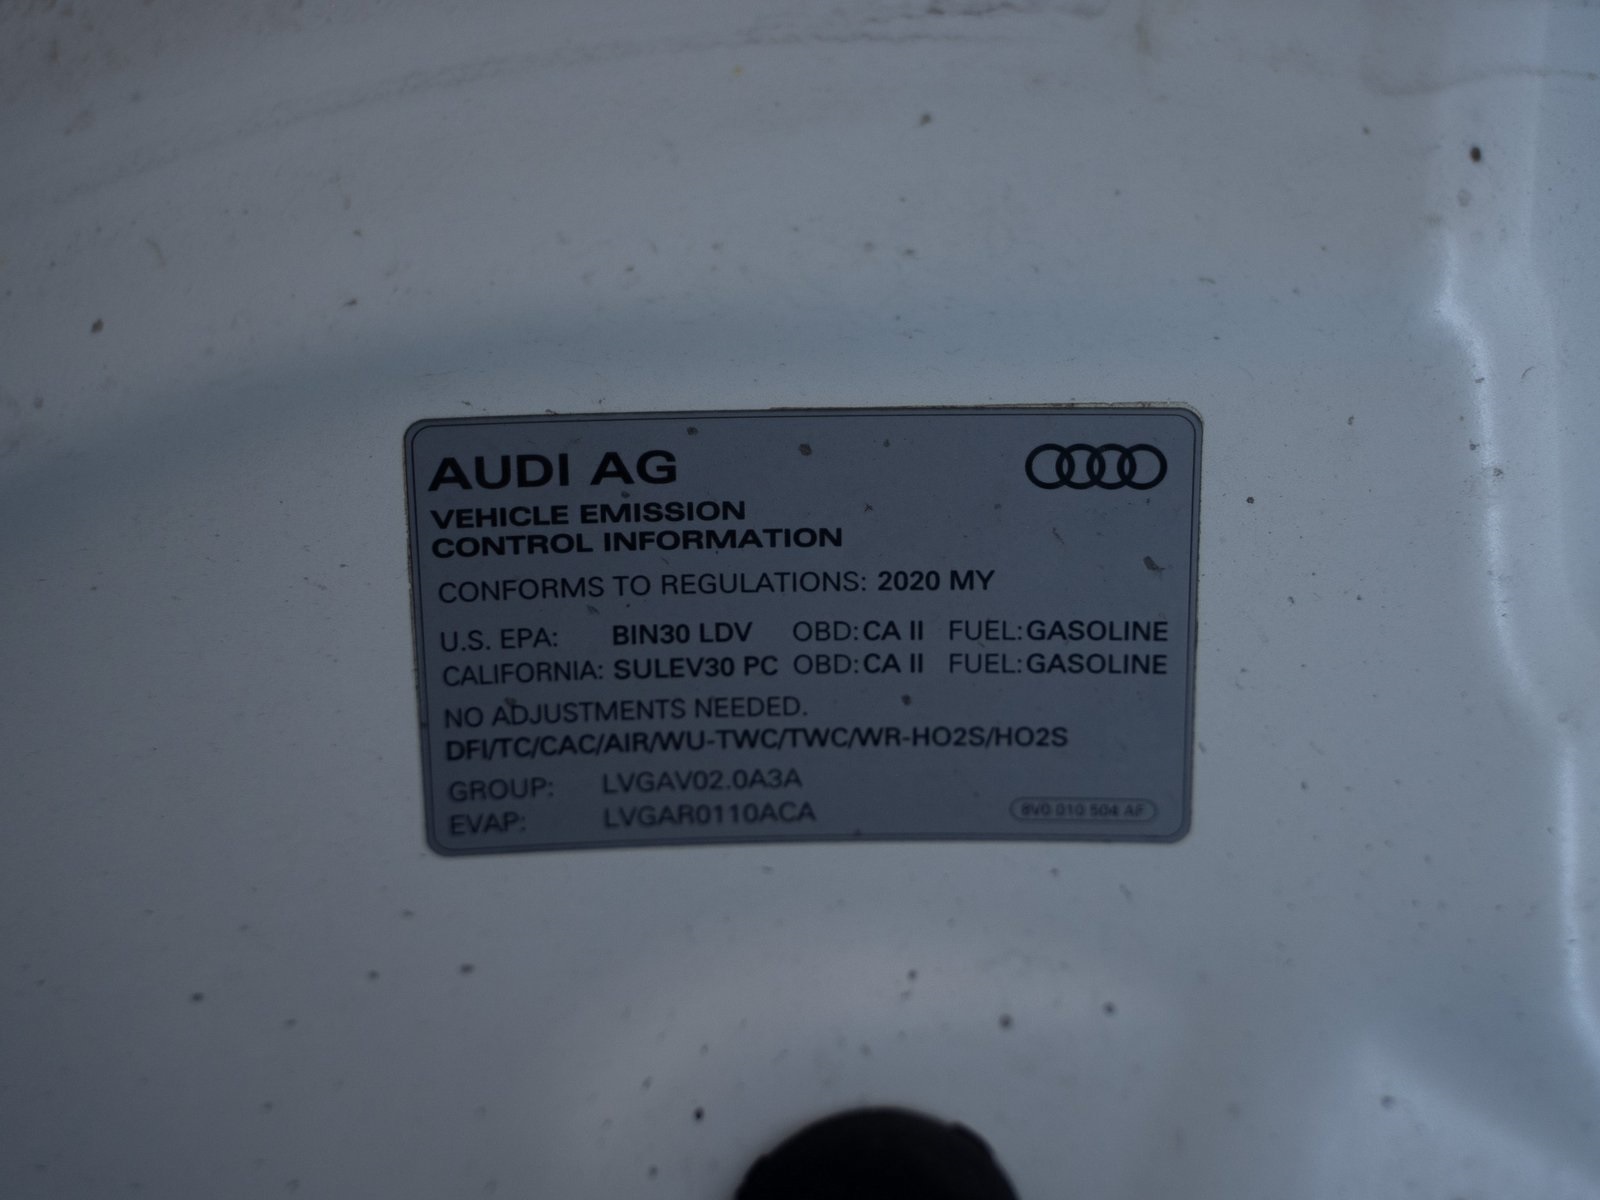 AUDI AG
VEHICLE EMISSION
CONTROL INFORMATION
CONFORMS TO REGULATIONS: 2020 MY
U.S. EPA: BIN30 LDV OBD: CA II FUEL: GASOLINE
CALIFORNIA: SULEV30 PC OBD: CA II FUEL: GASOLINE
NO ADJUSTMENTS NEEDED.
DFI/TC/CAC/AIR/WU-TWC/TWC/WR-HO2S/HO2S
GROUP: LVGAV02.0A3A
EVAP: LVGAR0110ACA
8V0 010 504 AF